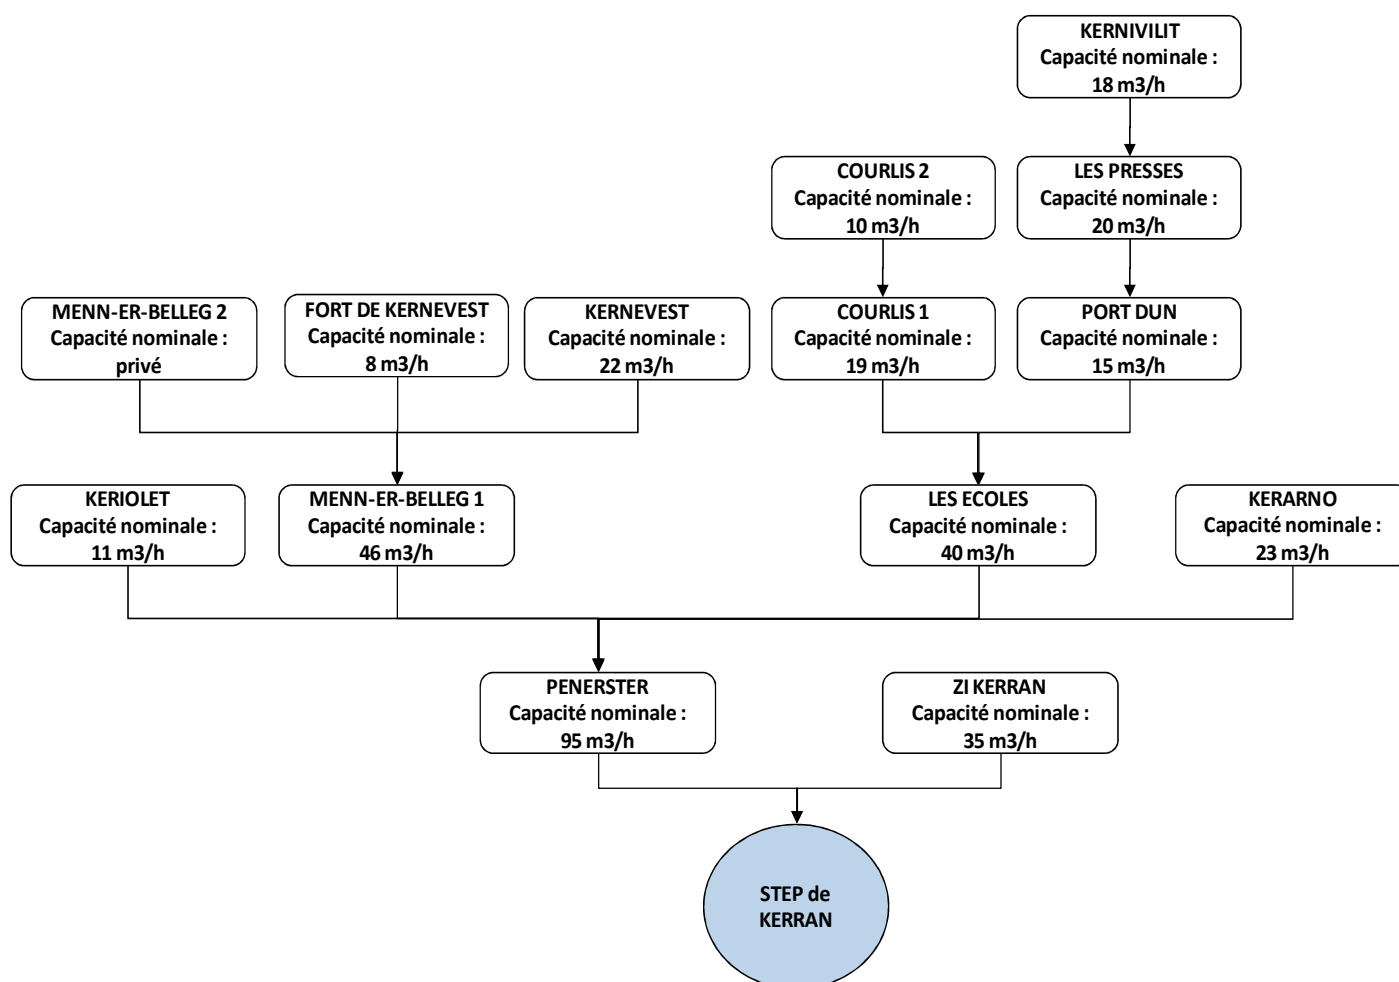 KERNIVILIT
Capacité nominale :
18 m3/h
COURLIS 2
Capacité nominale :
10 m3/h
LES PRESSES
Capacité nominale :
20 m3/h
MENN-ER-BELLEG 2
Capacité nominale :
privé
FORT DE KERNEVEST
Capacité nominale :
8 m3/h
KERNEVEST
Capacité nominale :
22 m3/h
COURLIS 1
Capacité nominale :
19 m3/h
PORT DUN
Capacité nominale :
15 m3/h
KERIOLET
Capacité nominale :
11 m3/h
MENN-ER-BELLEG 1
Capacité nominale :
46 m3/h
LES ECOLES
Capacité nominale :
40 m3/h
KERARNO
Capacité nominale :
23 m3/h
PENERSTER
Capacité nominale :
95 m3/h
ZI KERRAN
Capacité nominale :
35 m3/h
STEP de
KERRAN